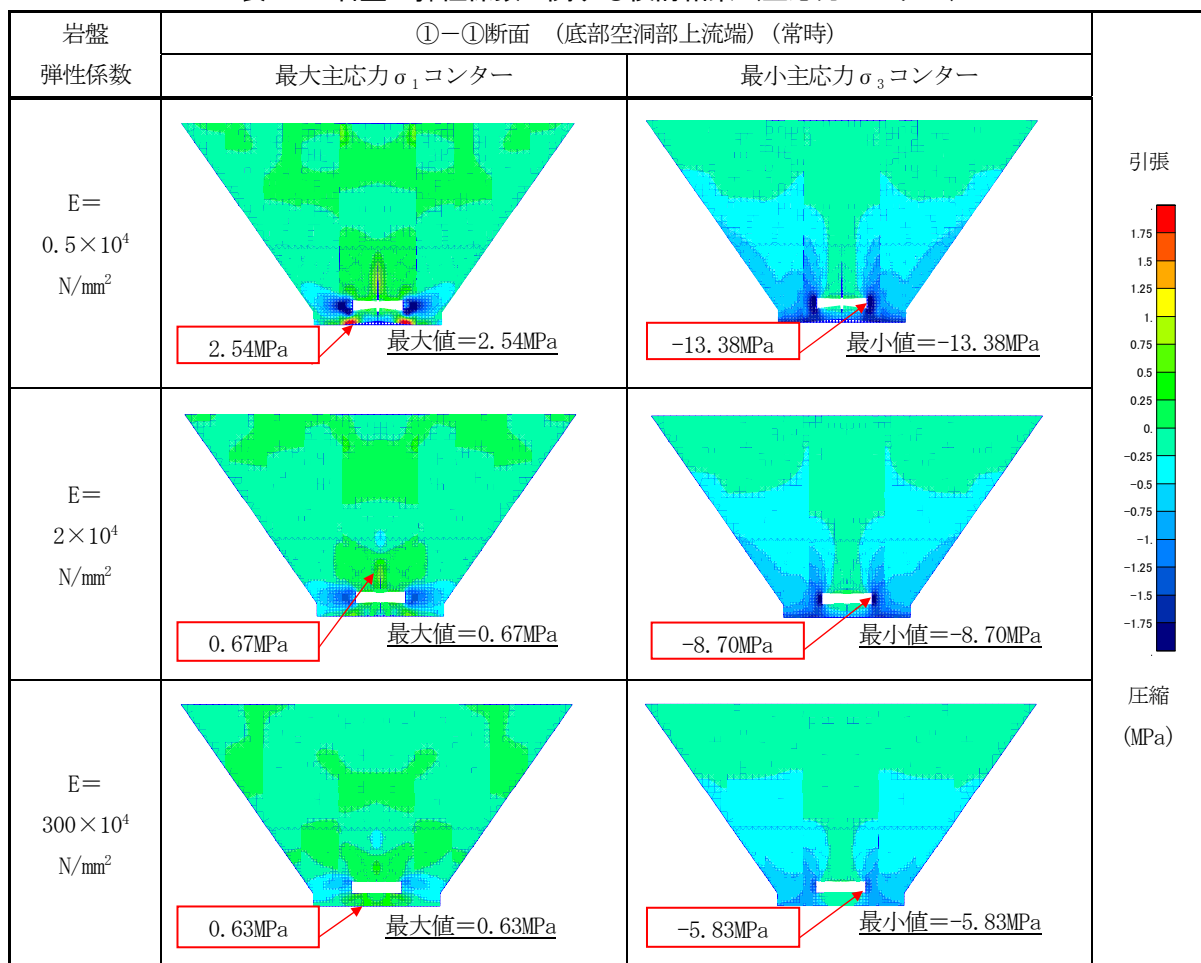 岩盤
弾性係数
①－①断面　(底部空洞部上流端)（常時）
最大主応力σ1コンター
最小主応力σ3コンター
E＝
0.5×10⁴
N/mm²
2.54MPa
最大値＝2.54MPa
-13.38MPa
最小値＝-13.38MPa
E＝
2×10⁴
N/mm²
0.67MPa
最大値＝0.67MPa
-8.70MPa
最小値＝-8.70MPa
E＝
300×10⁴
N/mm²
0.63MPa
最大値＝0.63MPa
-5.83MPa
最小値＝-5.83MPa
引張
1.75
1.5
1.25
1.
0.75
0.5
0.25
0.
-0.25
-0.5
-0.75
-1.
-1.25
-1.5
-1.75
圧縮
(MPa)